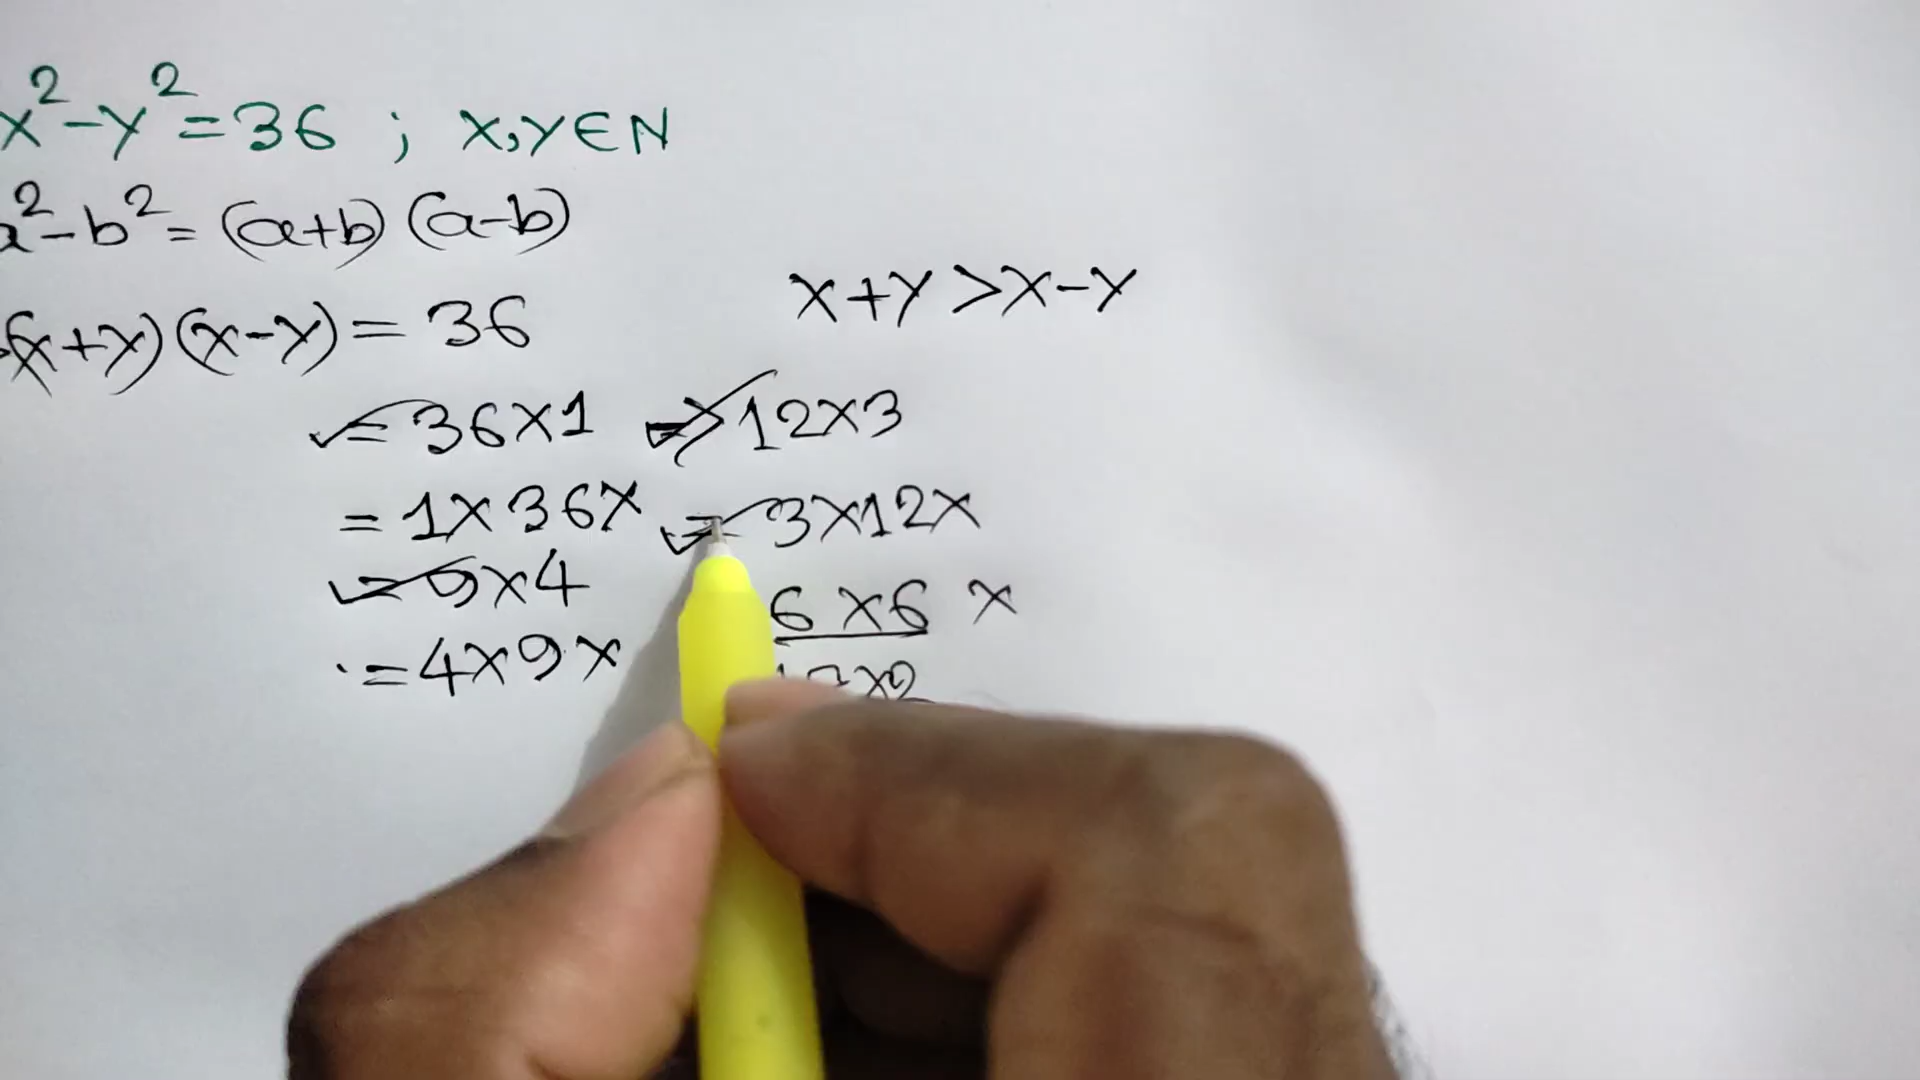 x²-y²=36 ; x,y∈N
a²-b²= (a+b) (a-b)
(x+y)(x-y)= 36
x+y>x-y
= 36x1
= 1x36x
= 9x4
= 4x9x
12x3
= 3x12x
6x6 x